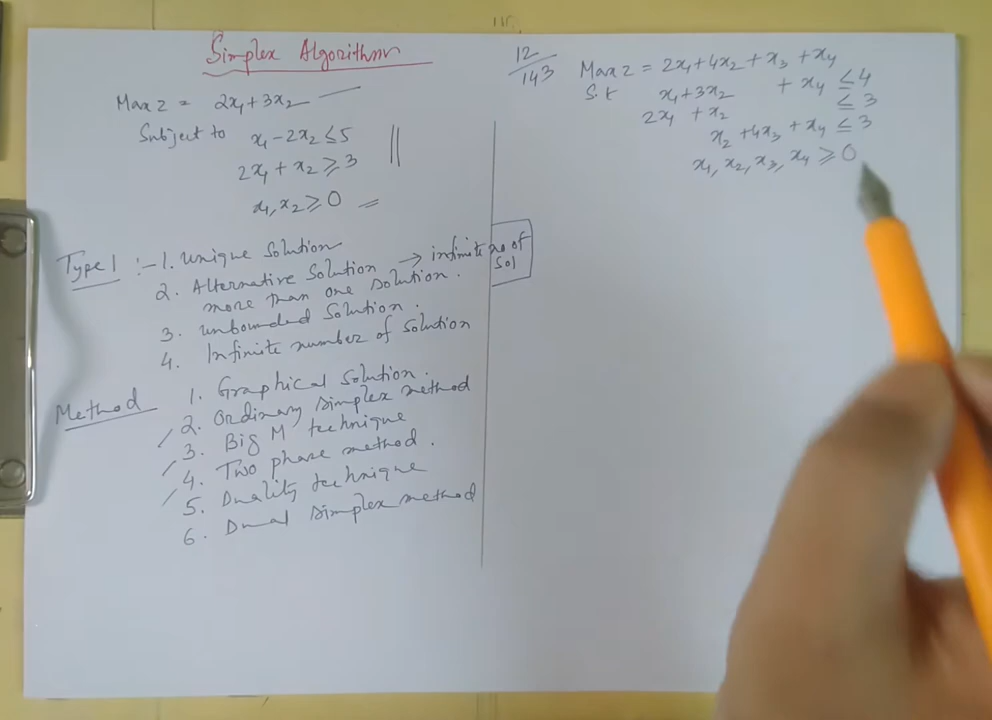 Simplex Algorithm
Max z = 2x₁+3x₂
Subject to x₁-2x₂≤5
2x₁+x₂≥3
x₁,x₂≥0
Type 1 :- 1. Unique Solution
2. Alternative Solution → infinite no of sol
more than one solution.
3. Unbounded Solution.
4. Infinite number of solution
Method 1. Graphical Solution.
2. Ordinary simplex method
3. Big M technique
4. Two phase method.
5. Duality technique
6. Dual simplex method
12/143
Max z = 2x₁+4x₂+x₃+x₄
S.t x₁+3x₂ + x₄ ≤4
2x₁ + x₂ ≤3
x₂+4x₃+x₄ ≤3
x₁, x₂, x₃, x₄ ≥0